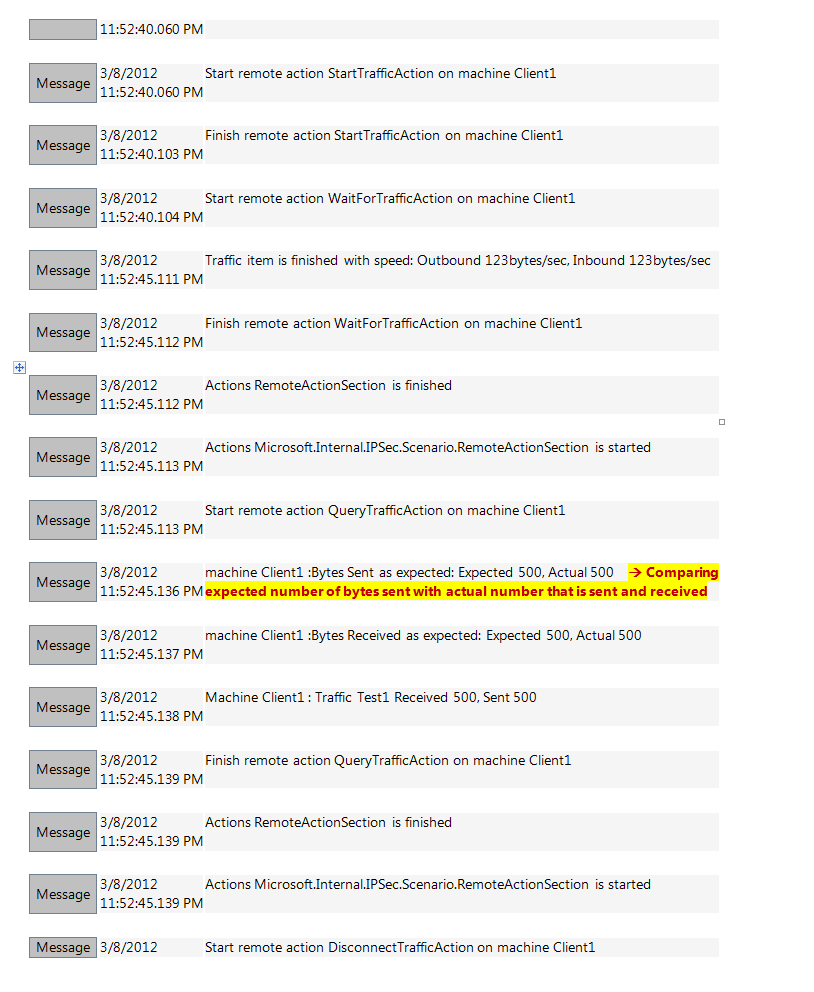 11:52:40.060 PM
Message 3/8/2012 Start remote action StartTrafficAction on machine Client1
11:52:40.060 PM
Message 3/8/2012 Finish remote action StartTrafficAction on machine Client1
11:52:40.103 PM
Message 3/8/2012 Start remote action WaitForTrafficAction on machine Client1
11:52:40.104 PM
Message 3/8/2012 Traffic item is finished with speed: Outbound 123bytes/sec, Inbound 123bytes/sec
11:52:45.111 PM
Message 3/8/2012 Finish remote action WaitForTrafficAction on machine Client1
11:52:45.112 PM
Message 3/8/2012 Actions RemoteActionSection is finished
11:52:45.112 PM
Message 3/8/2012 Actions Microsoft.Internal.IPSec.Scenario.RemoteActionSection is started
11:52:45.113 PM
Message 3/8/2012 Start remote action QueryTrafficAction on machine Client1
11:52:45.113 PM
Message 3/8/2012 machine Client1 :Bytes Sent as expected: Expected 500, Actual 500 → Comparing
11:52:45.136 PM expected number of bytes sent with actual number that is sent and received
Message 3/8/2012 machine Client1 :Bytes Received as expected: Expected 500, Actual 500
11:52:45.137 PM
Message 3/8/2012 Machine Client1 : Traffic Test1 Received 500, Sent 500
11:52:45.138 PM
Message 3/8/2012 Finish remote action QueryTrafficAction on machine Client1
11:52:45.139 PM
Message 3/8/2012 Actions RemoteActionSection is finished
11:52:45.139 PM
Message 3/8/2012 Actions Microsoft.Internal.IPSec.Scenario.RemoteActionSection is started
11:52:45.139 PM
Message 3/8/2012 Start remote action DisconnectTrafficAction on machine Client1